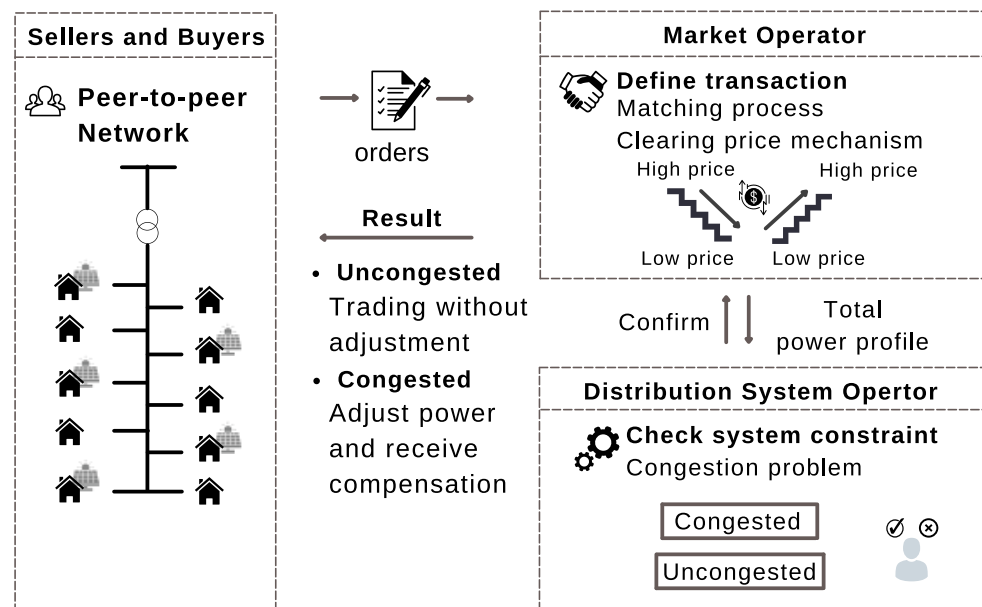 Sellers and Buyers
Peer-to-peer
Network
orders
Result
• Uncongested
Trading without
adjustment
• Congested
Adjust power
and receive
compensation
Market Operator
Define transaction
Matching process
Clearing price mechanism
High price
High price
$
Low price
Low price
Confirm
Total
power profile
Distribution System Opertor
Check system constraint
Congestion problem
Congested
Uncongested